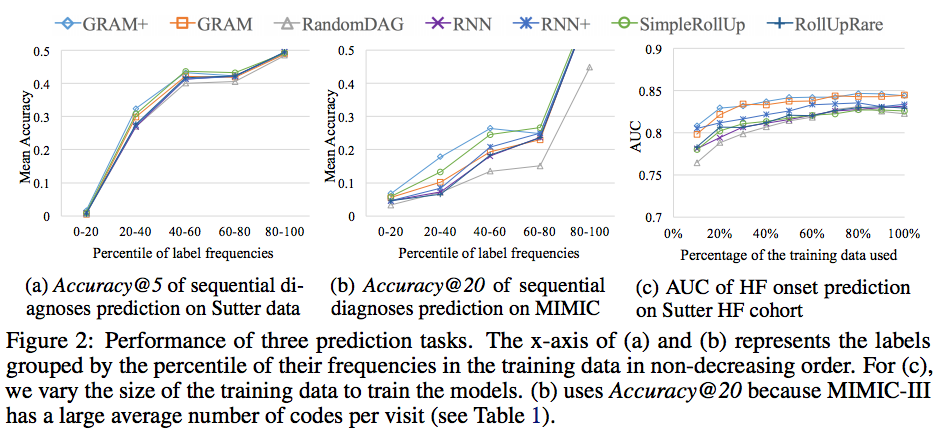 GRAM+ GRAM RandomDAG RNN RNN+ SimpleRollUp RollUpRare
0.5
0.4
0.3
0.2
0.1
0
Mean Accuracy
0-20 20-40 40-60 60-80 80-100
Percentile of label frequencies
(a) Accuracy@5 of sequential di-
agnoses prediction on Sutter data
0.5
0.4
0.3
0.2
0.1
0
Mean Accuracy
0-20 20-40 40-60 60-80 80-100
Percentile of label frequencies
(b) Accuracy@20 of sequential
diagnoses prediction on MIMIC
0.9
0.85
0.8
0.75
0.7
AUC
0% 20% 40% 60% 80% 100%
Percentage of the training data used
(c) AUC of HF onset prediction
on Sutter HF cohort
Figure 2: Performance of three prediction tasks. The x-axis of (a) and (b) represents the labels
grouped by the percentile of their frequencies in the training data in non-decreasing order. For (c),
we vary the size of the training data to train the models. (b) uses Accuracy@20 because MIMIC-III
has a large average number of codes per visit (see Table 1).